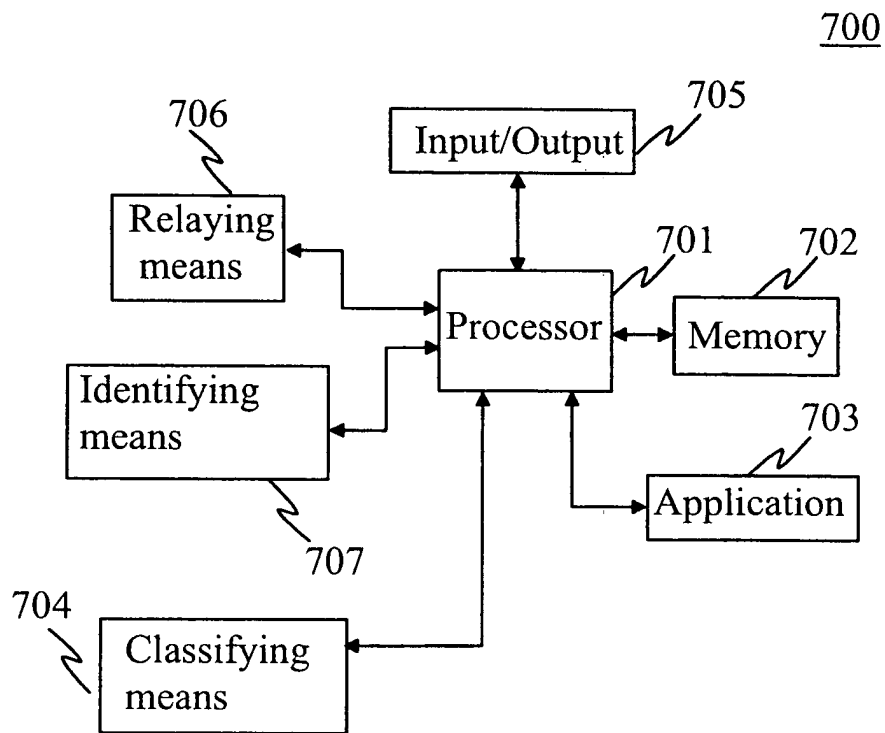 700
706
705
Input/Output
Relaying
means
701
702
Processor
Memory
Identifying
means
703
Application
707
704
Classifying
means